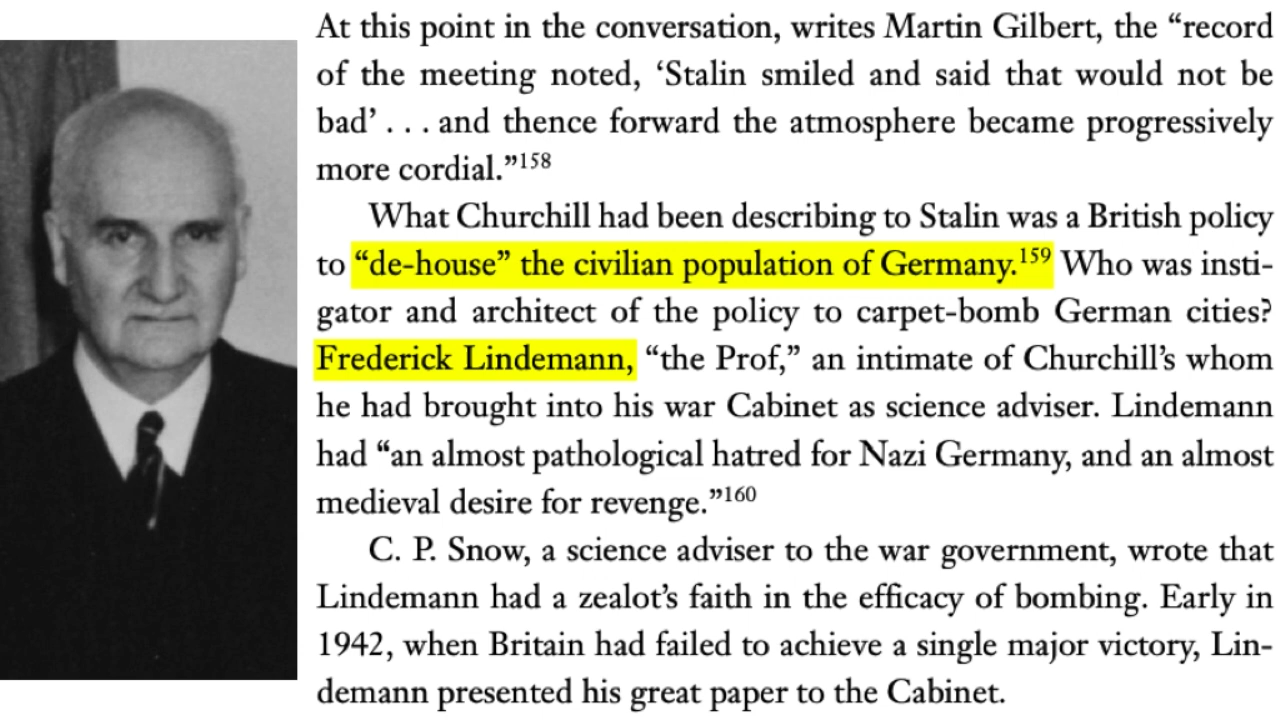 At this point in the conversation, writes Martin Gilbert, the “record
of the meeting noted, ‘Stalin smiled and said that would not be
bad’ . . . and thence forward the atmosphere became progressively
more cordial.”158
What Churchill had been describing to Stalin was a British policy
to “de-house” the civilian population of Germany.159 Who was insti-
gator and architect of the policy to carpet-bomb German cities?
Frederick Lindemann, “the Prof,” an intimate of Churchill’s whom
he had brought into his war Cabinet as science adviser. Lindemann
had “an almost pathological hatred for Nazi Germany, and an almost
medieval desire for revenge.”160
C. P. Snow, a science adviser to the war government, wrote that
Lindemann had a zealot’s faith in the efficacy of bombing. Early in
1942, when Britain had failed to achieve a single major victory, Lin-
demann presented his great paper to the Cabinet.